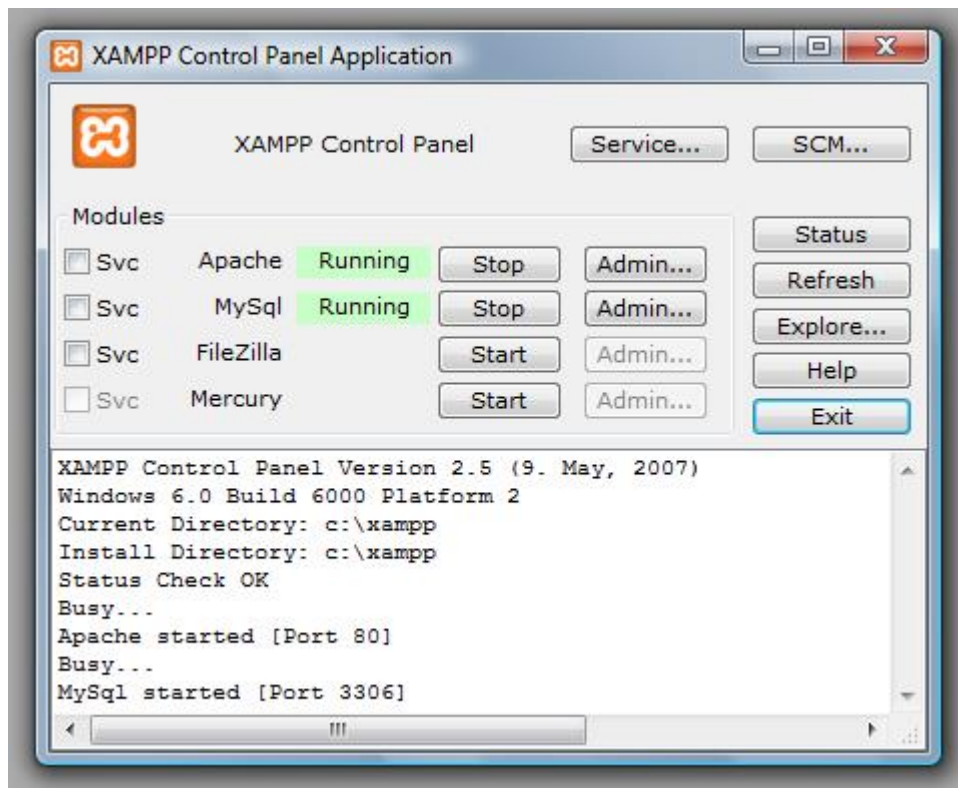 XAMPP Control Panel Application
XAMPP Control Panel Service... SCM...
Modules
Status
Svc Apache Running Stop Admin...
Refresh
Svc MySql Running Stop Admin...
Explore...
Svc FileZilla Start Admin...
Help
Svc Mercury Start Admin...
Exit
XAMPP Control Panel Version 2.5 (9. May, 2007)
Windows 6.0 Build 6000 Platform 2
Current Directory: c:\xampp
Install Directory: c:\xampp
Status Check OK
Busy...
Apache started [Port 80]
Busy...
MySql started [Port 3306]